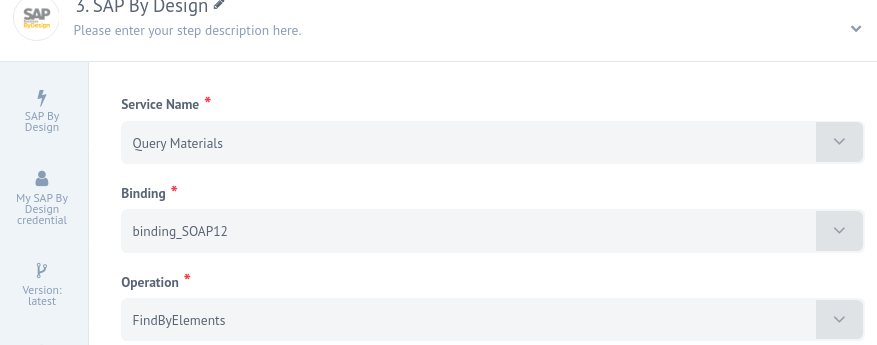 SAP
ByDesign
3. SAP By Design
Please enter your step description here.
SAP By
Design
My SAP By
Design
credential
Version:
latest
Service Name *
Query Materials
Binding *
binding_SOAP12
Operation *
FindByElements